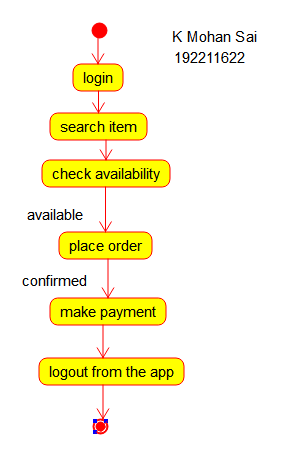 K Mohan Sai
192211622
login
search item
check availability
available
place order
confirmed
make payment
logout from the app